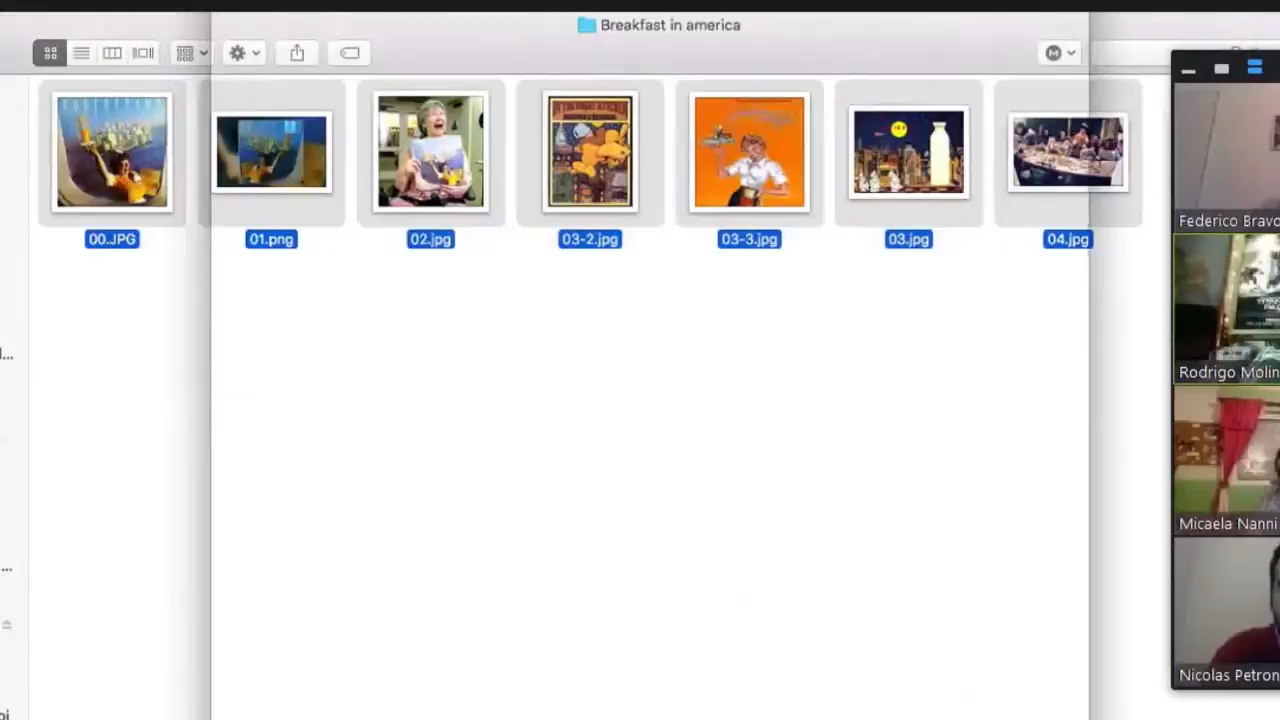 Breakfast in america
00.JPG
01.png
02.jpg
03-2.jpg
03-3.jpg
03.jpg
04.jpg
Federico Bravo
Rodrigo Molin
Micaela Nanni
Nicolas Petron